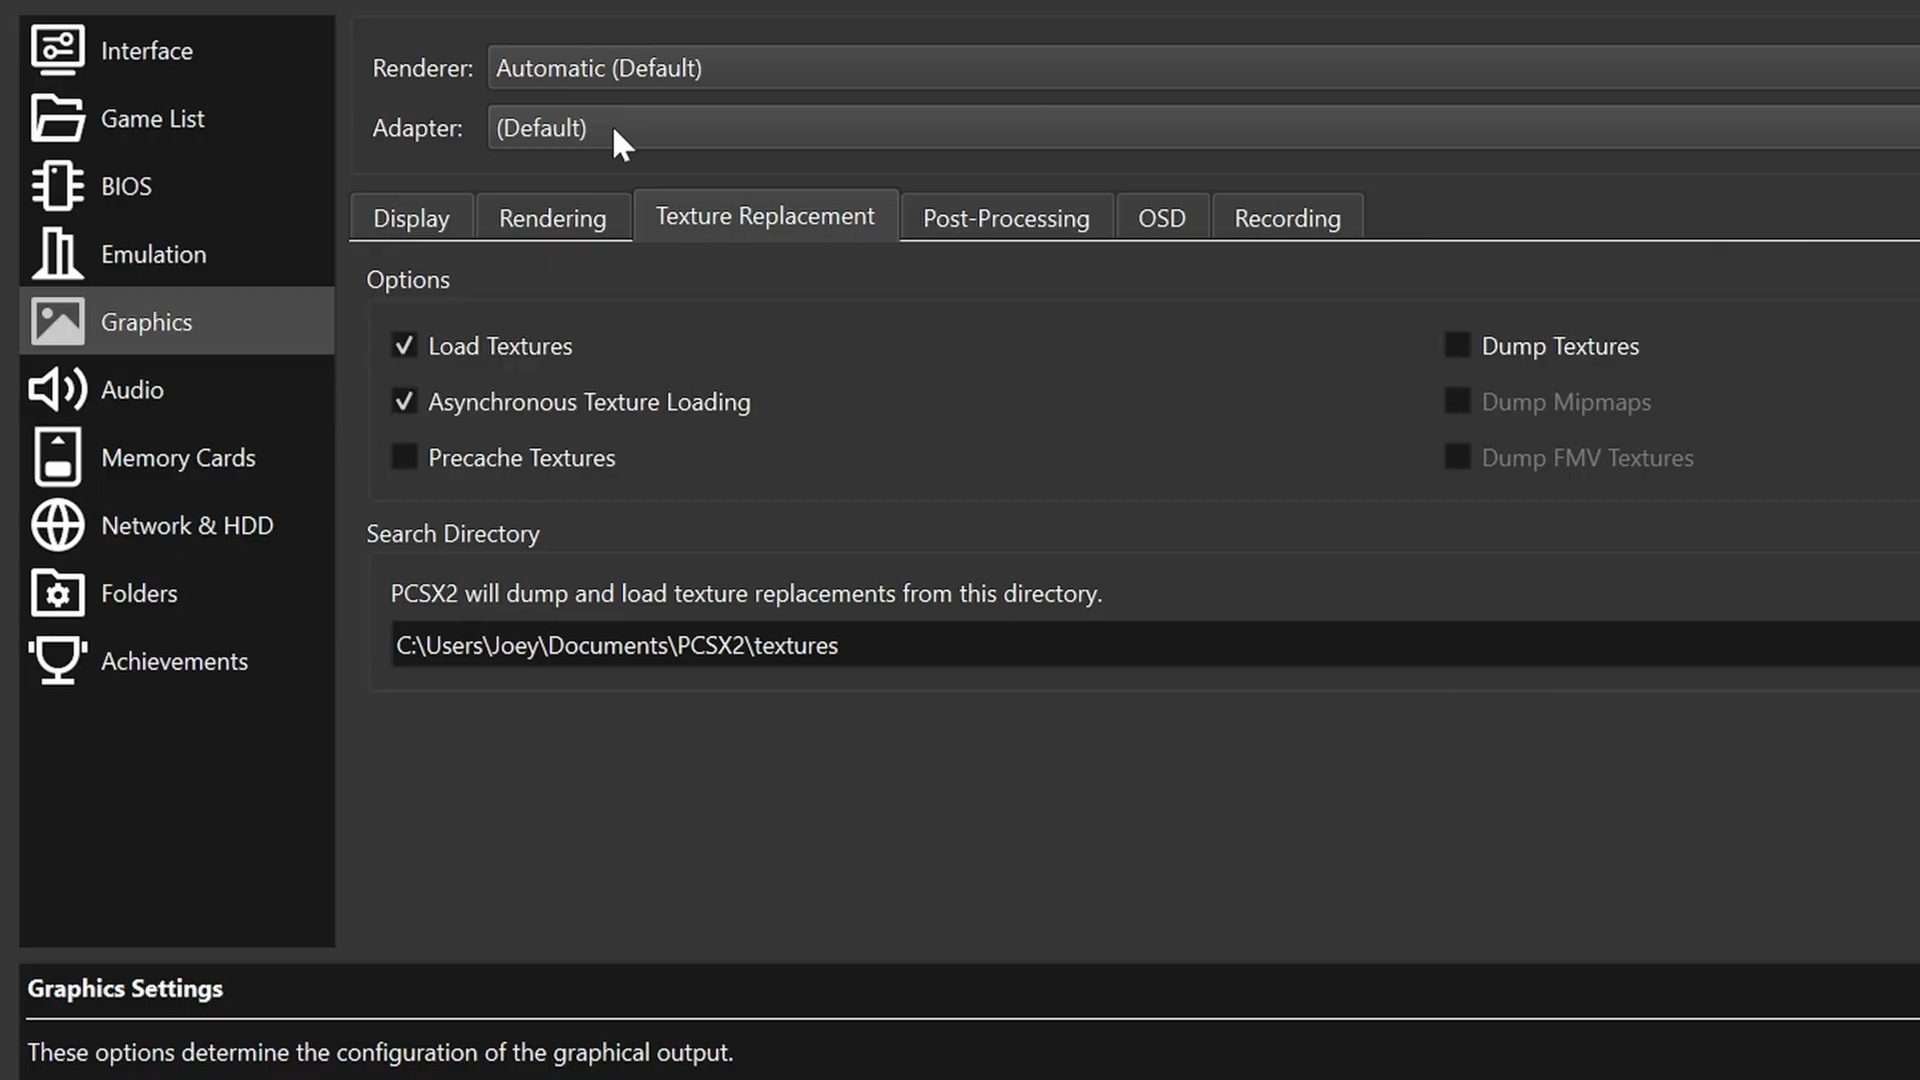 Interface
Game List
BIOS
Emulation
Graphics
Audio
Memory Cards
Network & HDD
Folders
Achievements
Renderer: Automatic (Default)
Adapter: (Default)
Display Rendering Texture Replacement Post-Processing OSD Recording
Options
Load Textures Dump Textures
Asynchronous Texture Loading Dump Mipmaps
Precache Textures Dump FMV Textures
Search Directory
PCSX2 will dump and load texture replacements from this directory.
C:\Users\Joey\Documents\PCSX2\textures
Graphics Settings
These options determine the configuration of the graphical output.